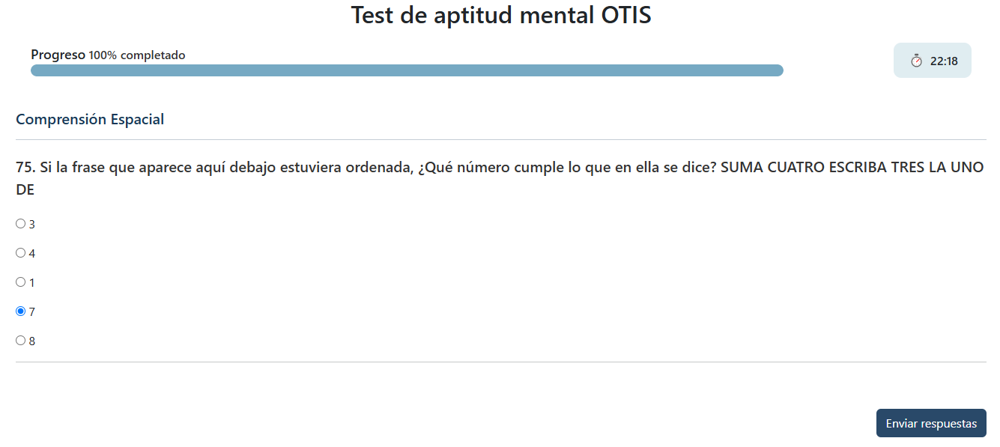 Test de aptitud mental OTIS
Progreso 100% completado
22:18
Comprensión Espacial
75. Si la frase que aparece aquí debajo estuviera ordenada, ¿Qué número cumple lo que en ella se dice? SUMA CUATRO ESCRIBA TRES LA UNO
DE
3
4
1
7
8
Enviar respuestas